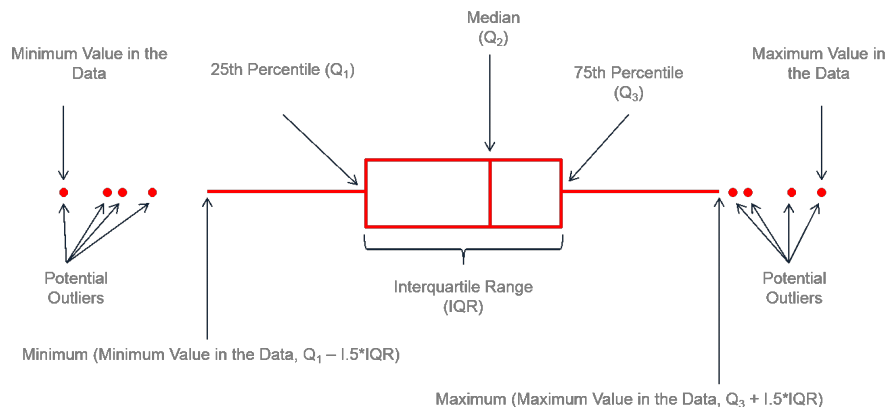 Median
(Q₂)
Minimum Value in the
Data
Maximum Value in
the Data
25th Percentile (Q₁)
75th Percentile
(Q₃)
Potential
Outliers
Interquartile Range
(IQR)
Potential
Outliers
Minimum (Minimum Value in the Data, Q₁ – I.5*IQR)
Maximum (Maximum Value in the Data, Q₃ + I.5*IQR)